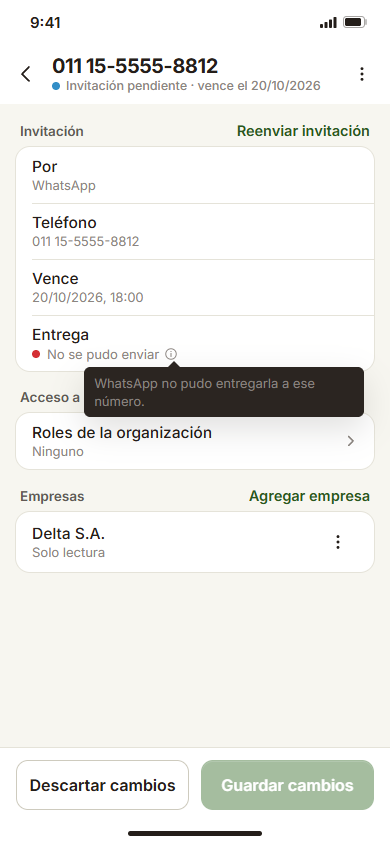 9:41
011 15-5555-8812
Invitación pendiente · vence el 20/10/2026
Invitación
Reenviar invitación
Por
WhatsApp
Teléfono
011 15-5555-8812
Vence
20/10/2026, 18:00
Entrega
No se pudo enviar
WhatsApp no pudo entregarla a ese
número.
Acceso a
Roles de la organización
Ninguno
Empresas
Agregar empresa
Delta S.A.
Solo lectura
Descartar cambios
Guardar cambios